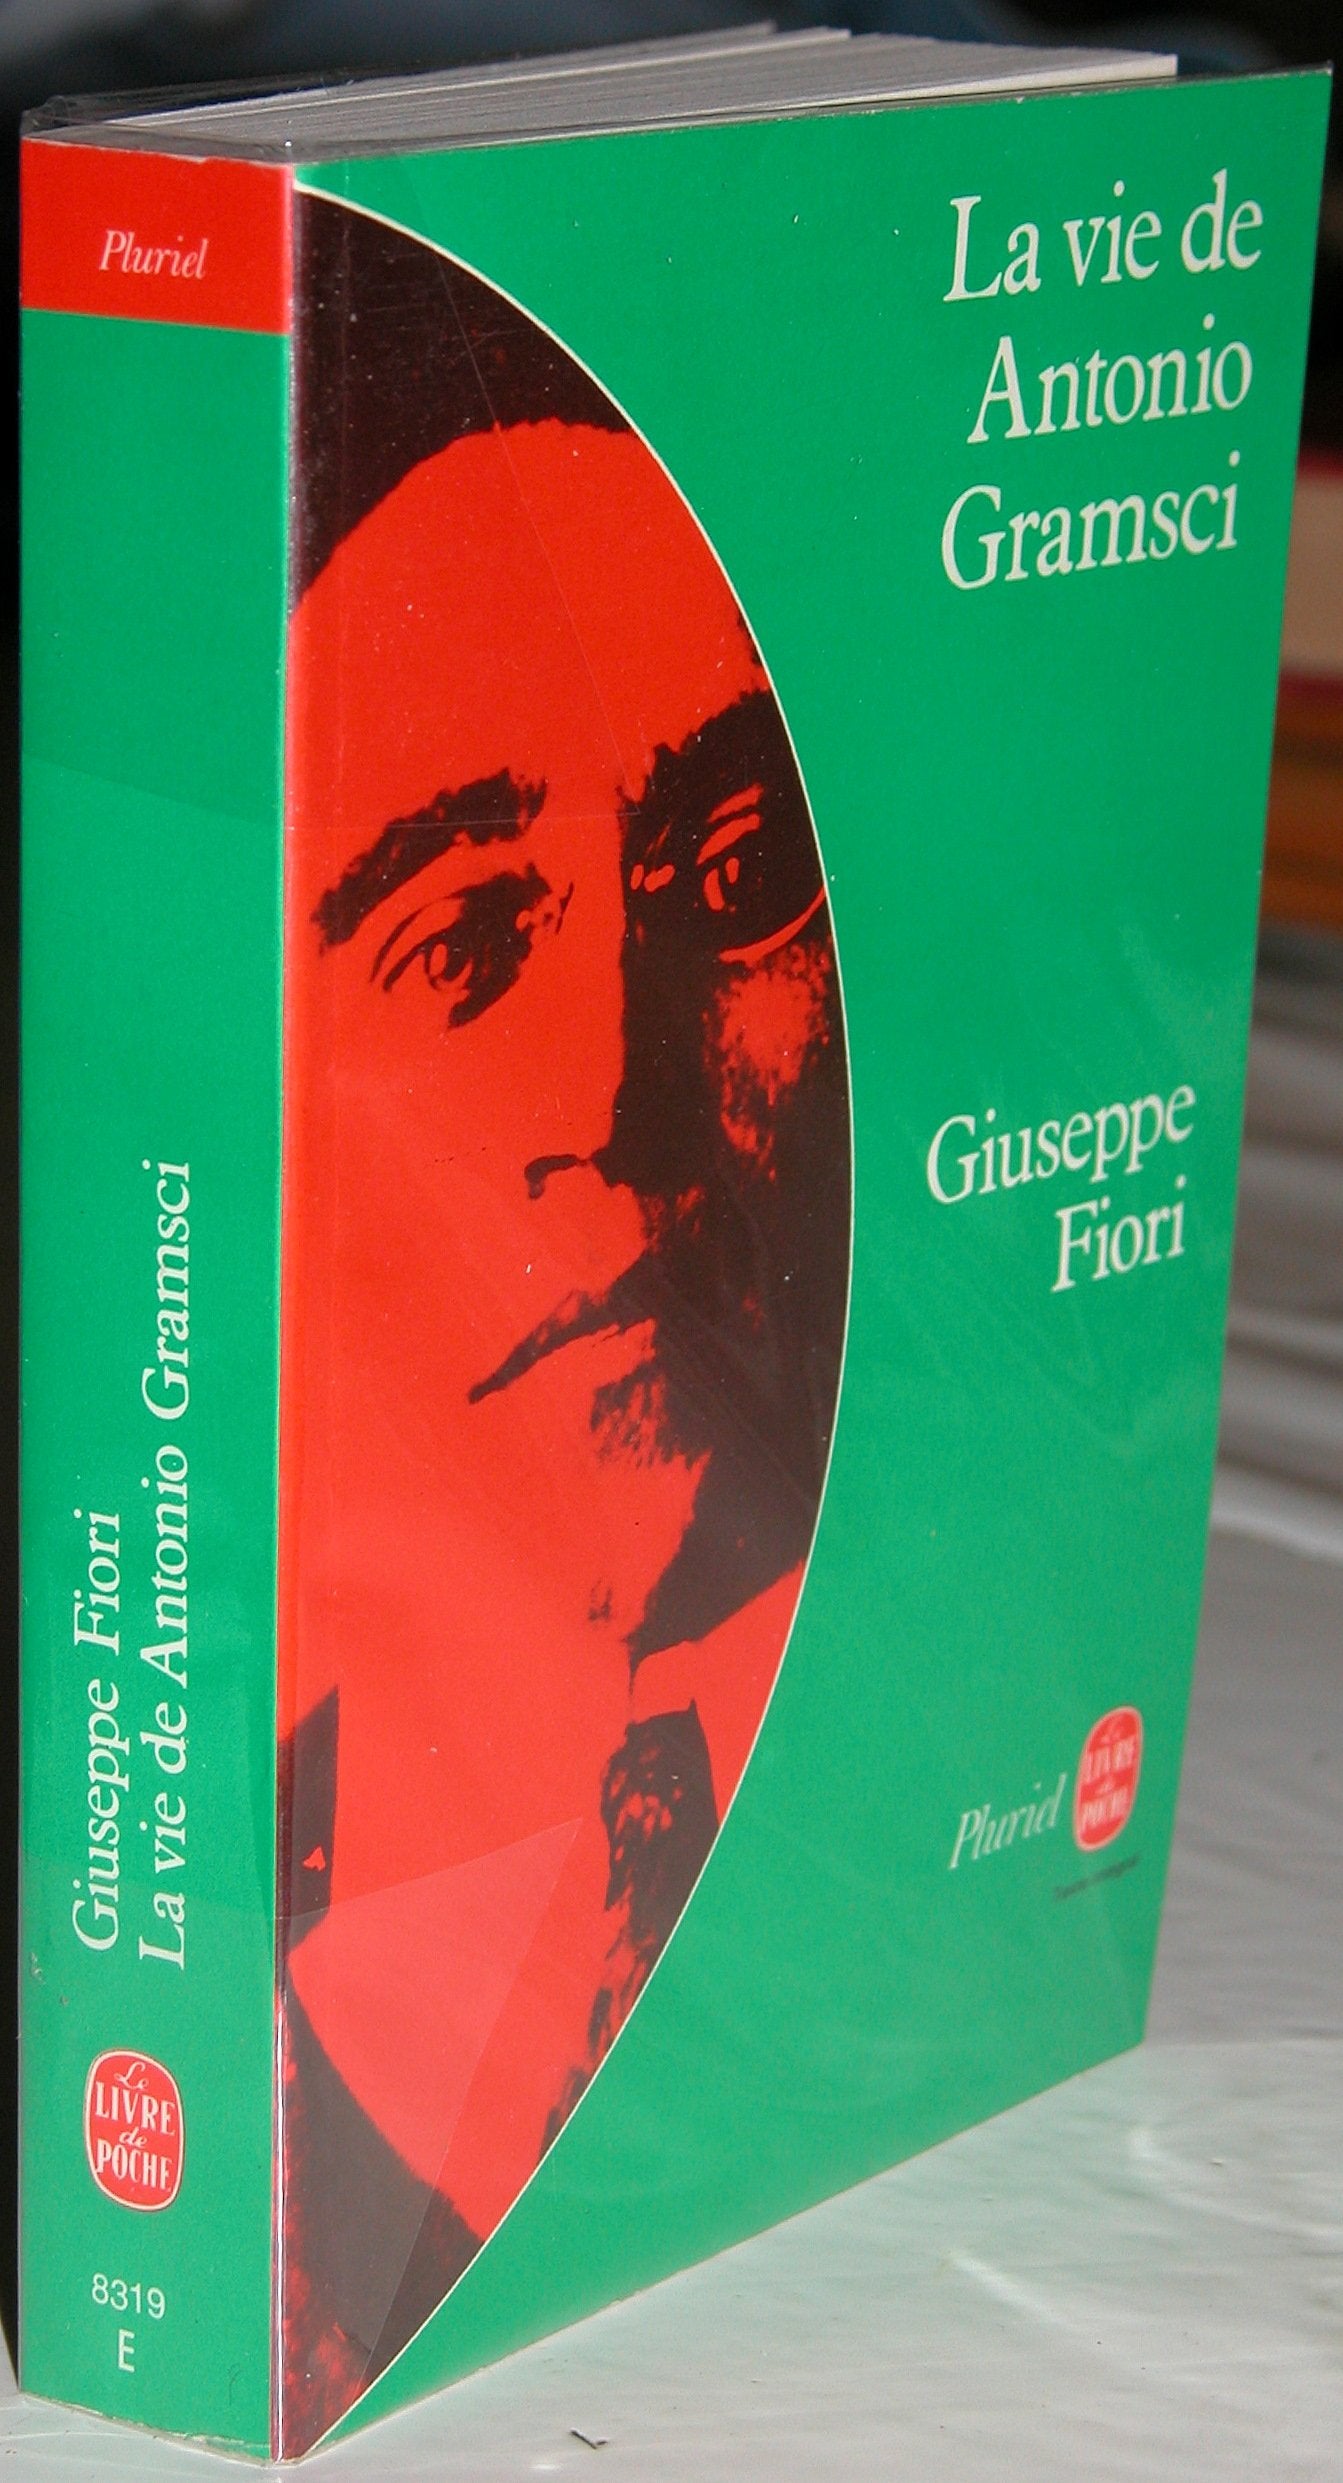 Pluriel
Giuseppe Fiori
La vie de Antonio Gramsci
Le
LIVRE
de
POCHE
8319
E
La vie de
Antonio
Gramsci
Giuseppe
Fiori
Pluriel
Le
LIVRE
de
POCHE